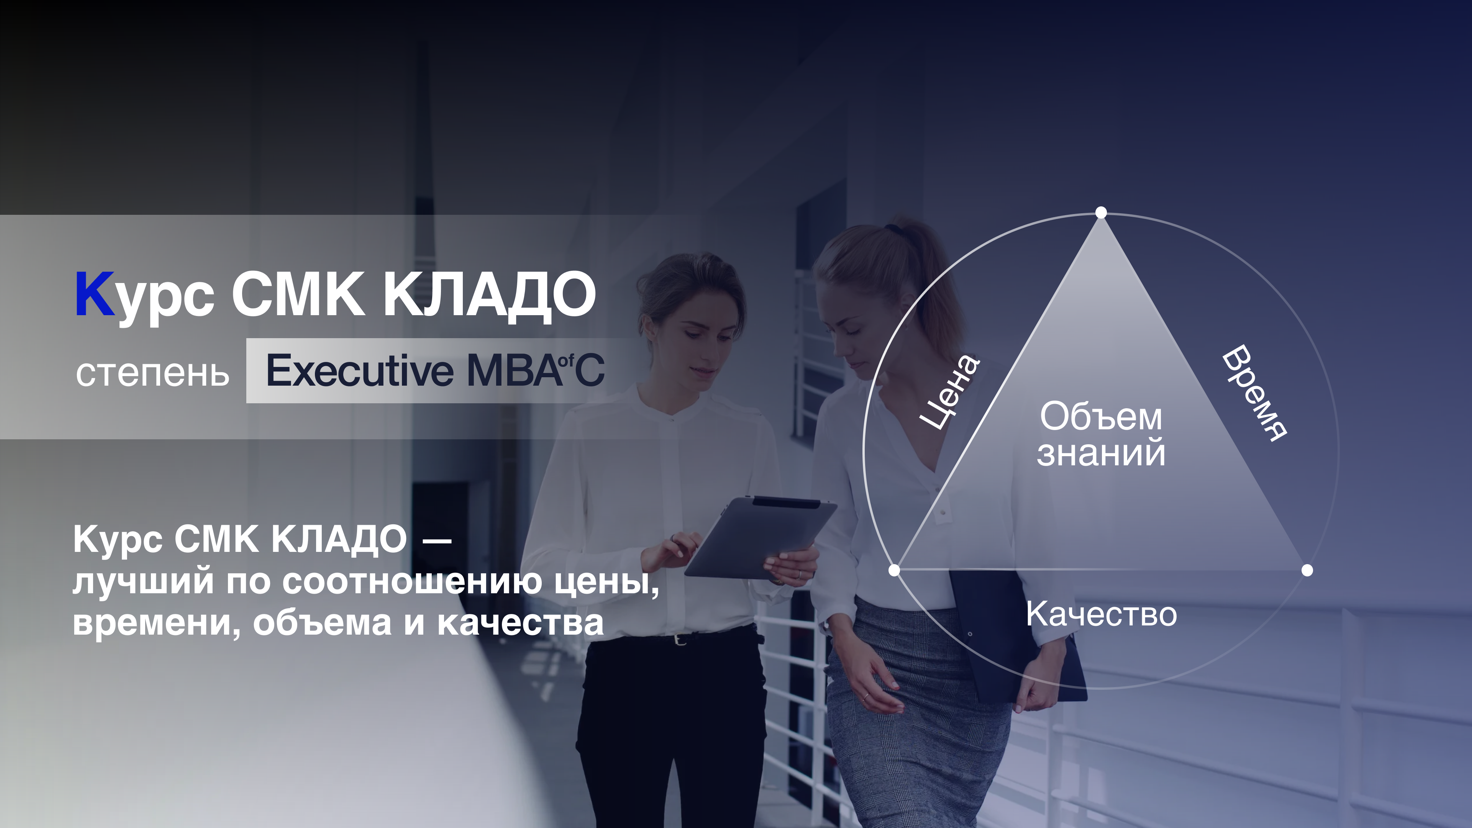 Курс СМК КЛАДО
степень Executive MBA of C
Курс СМК КЛАДО —
лучший по соотношению цены,
времени, объема и качества
Цена
Время
Объем
знаний
Качество